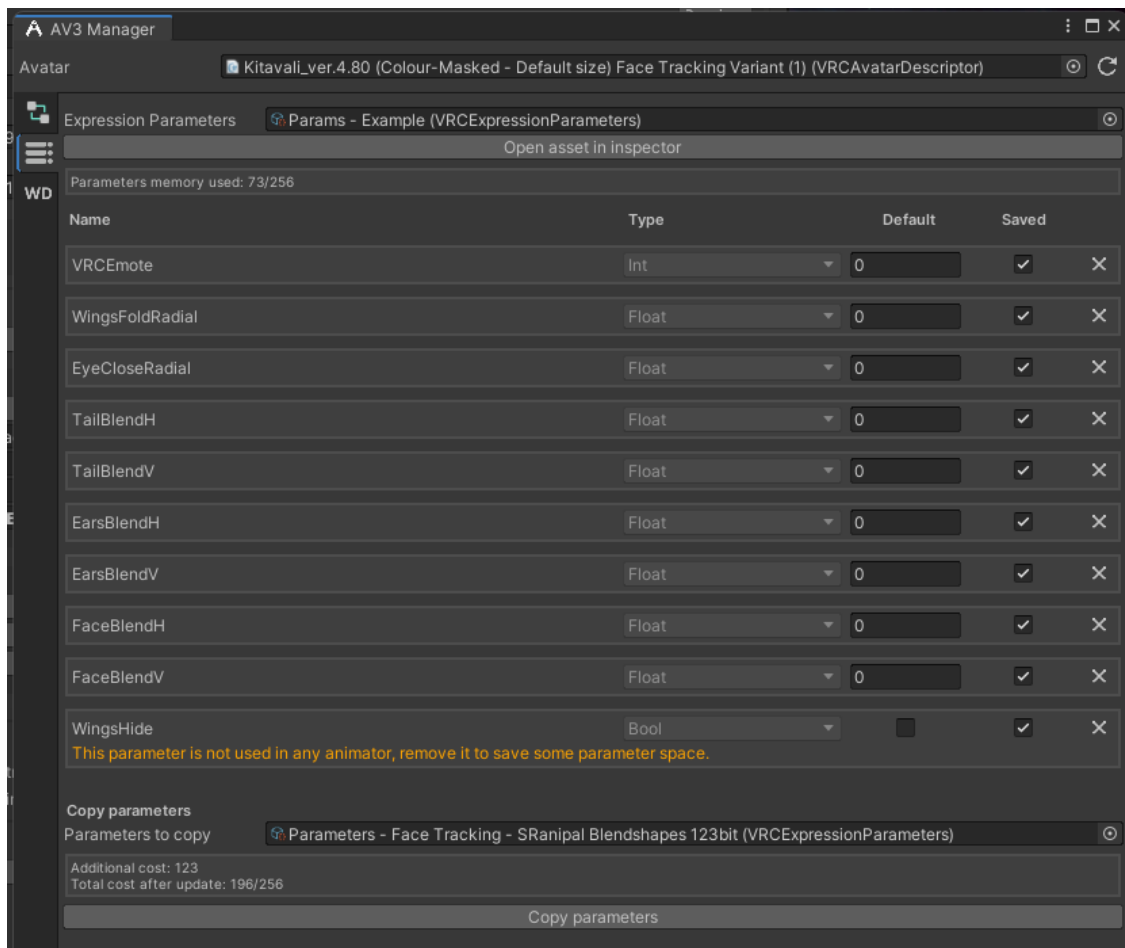 AV3 Manager
Avatar Kitavali_ver.4.80 (Colour-Masked - Default size) Face Tracking Variant (1) (VRCAvatarDescriptor)
Expression Parameters Params - Example (VRCExpressionParameters)
Open asset in inspector
WD
Parameters memory used: 73/256
Name Type Default Saved
VRCEmote Int 0
WingsFoldRadial Float 0
EyeCloseRadial Float 0
TailBlendH Float 0
TailBlendV Float 0
EarsBlendH Float 0
EarsBlendV Float 0
FaceBlendH Float 0
FaceBlendV Float 0
WingsHide Bool
This parameter is not used in any animator, remove it to save some parameter space.
Copy parameters
Parameters to copy Parameters - Face Tracking - SRanipal Blendshapes 123bit (VRCExpressionParameters)
Additional cost: 123
Total cost after update: 196/256
Copy parameters